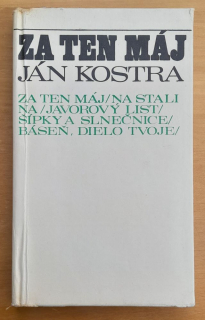 ZA TEN MÁJ
JÁN KOSTRA
ZA TEN MÁJ/NA STALI
NA/JAVOROVÝ LIST/
ŠÍPKY A SLNEČNICE/
BÁSEŇ, DIELO TVOJE/